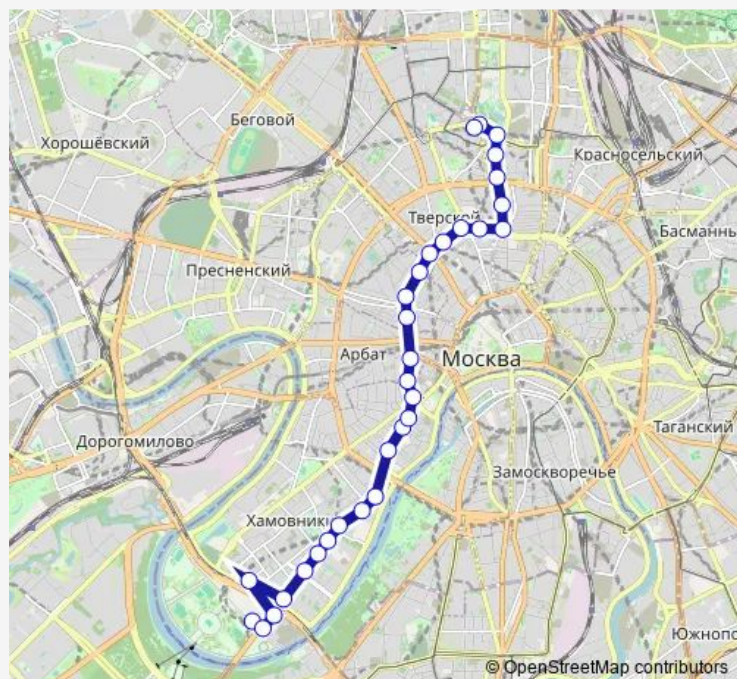 Беговой
Хорошёвский
Красносельский
Тверской
Басманны
Пресненский
Арбат
Москва
Таганский
Дорогомилово
Замоскворечье
Хамовники
Южнопо
© OpenStreetMap contributors